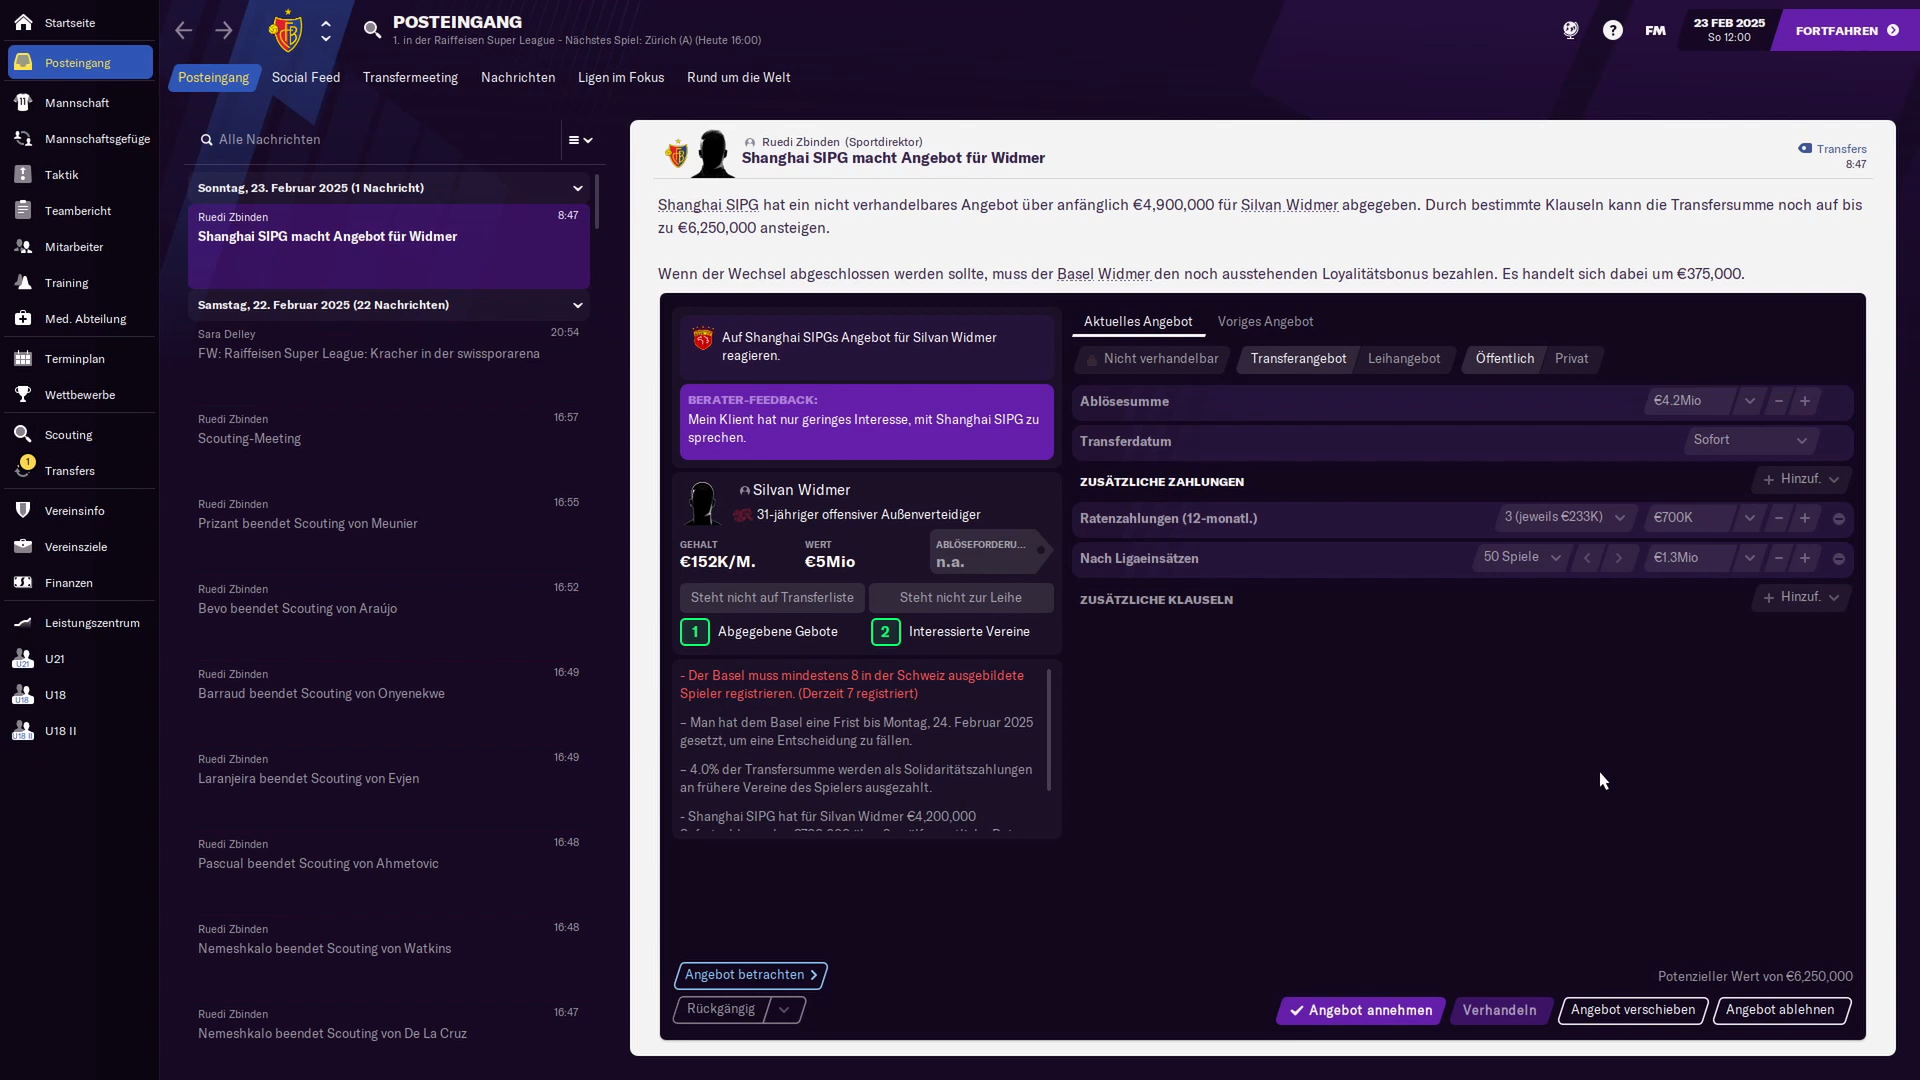 Startseite
Posteingang
Mannschaft
Mannschaftsgefüge
Taktik
Teambericht
Mitarbeiter
Training
Med. Abteilung
Terminplan
Wettbewerbe
Scouting
1
Transfers
Vereinsinfo
Vereinsziele
Finanzen
Leistungszentrum
U21
U18
U18 II
POSTEINGANG
1. in der Raiffeisen Super League - Nächstes Spiel: Zürich (A) (Heute 16:00)
FM
23 FEB 2025
So 12:00
FORTFAHREN
Posteingang
Social Feed
Transfermeeting
Nachrichten
Ligen im Fokus
Rund um die Welt
Alle Nachrichten
Sonntag, 23. Februar 2025 (1 Nachricht)
Ruedi Zbinden 8:47
Shanghai SIPG macht Angebot für Widmer
Samstag, 22. Februar 2025 (22 Nachrichten)
Sara Delley 20:54
FW: Raiffeisen Super League: Kracher in der swissporarena
Ruedi Zbinden 16:57
Scouting-Meeting
Ruedi Zbinden 16:55
Prizant beendet Scouting von Meunier
Ruedi Zbinden 16:52
Bevo beendet Scouting von Araújo
Ruedi Zbinden 16:49
Barraud beendet Scouting von Onyenekwe
Ruedi Zbinden 16:49
Laranjeira beendet Scouting von Evjen
Ruedi Zbinden 16:48
Pascual beendet Scouting von Ahmetovic
Ruedi Zbinden 16:48
Nemeshkalo beendet Scouting von Watkins
Ruedi Zbinden 16:47
Nemeshkalo beendet Scouting von De La Cruz
Ruedi Zbinden (Sportdirektor)
Shanghai SIPG macht Angebot für Widmer
Transfers
8:47
Shanghai SIPG hat ein nicht verhandelbares Angebot über anfänglich €4,900,000 für Silvan Widmer abgegeben. Durch bestimmte Klauseln kann die Transfersumme noch auf bis
zu €6,250,000 ansteigen.
Wenn der Wechsel abgeschlossen werden sollte, muss der Basel Widmer den noch ausstehenden Loyalitätsbonus bezahlen. Es handelt sich dabei um €375,000.
Auf Shanghai SIPGs Angebot für Silvan Widmer
reagieren.
BERATER-FEEDBACK:
Mein Klient hat nur geringes Interesse, mit Shanghai SIPG zu
sprechen.
Silvan Widmer
31-jähriger offensiver Außenverteidiger
GEHALT
€152K/M.
WERT
€5Mio
ABLÖSEFORDERU...
n.a.
Steht nicht auf Transferliste
Steht nicht zur Leihe
1 Abgegebene Gebote
2 Interessierte Vereine
- Der Basel muss mindestens 8 in der Schweiz ausgebildete
Spieler registrieren. (Derzeit 7 registriert)
– Man hat dem Basel eine Frist bis Montag, 24. Februar 2025
gesetzt, um eine Entscheidung zu fällen.
– 4.0% der Transfersumme werden als Solidaritätszahlungen
an frühere Vereine des Spielers ausgezahlt.
- Shanghai SIPG hat für Silvan Widmer €4,200,000
Aktuelles Angebot
Voriges Angebot
Nicht verhandelbar
Transferangebot
Leihangebot
Öffentlich
Privat
Ablösesumme €4.2Mio
Transferdatum Sofort
ZUSÄTZLICHE ZAHLUNGEN + Hinzuf.
Ratenzahlungen (12-monatl.) 3 (jeweils €233K) €700K
Nach Ligaeinsätzen 50 Spiele €1.3Mio
ZUSÄTZLICHE KLAUSELN + Hinzuf.
Angebot betrachten
Rückgängig
Potenzieller Wert von €6,250,000
Angebot annehmen
Verhandeln
Angebot verschieben
Angebot ablehnen